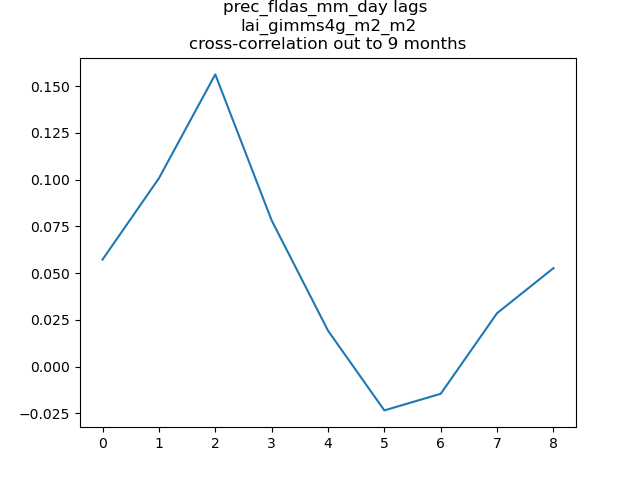 prec_fldas_mm_day lags
lai_gimms4g_m2_m2
cross-correlation out to 9 months
0.150
0.125
0.100
0.075
0.050
0.025
0.000
−0.025
0 1 2 3 4 5 6 7 8